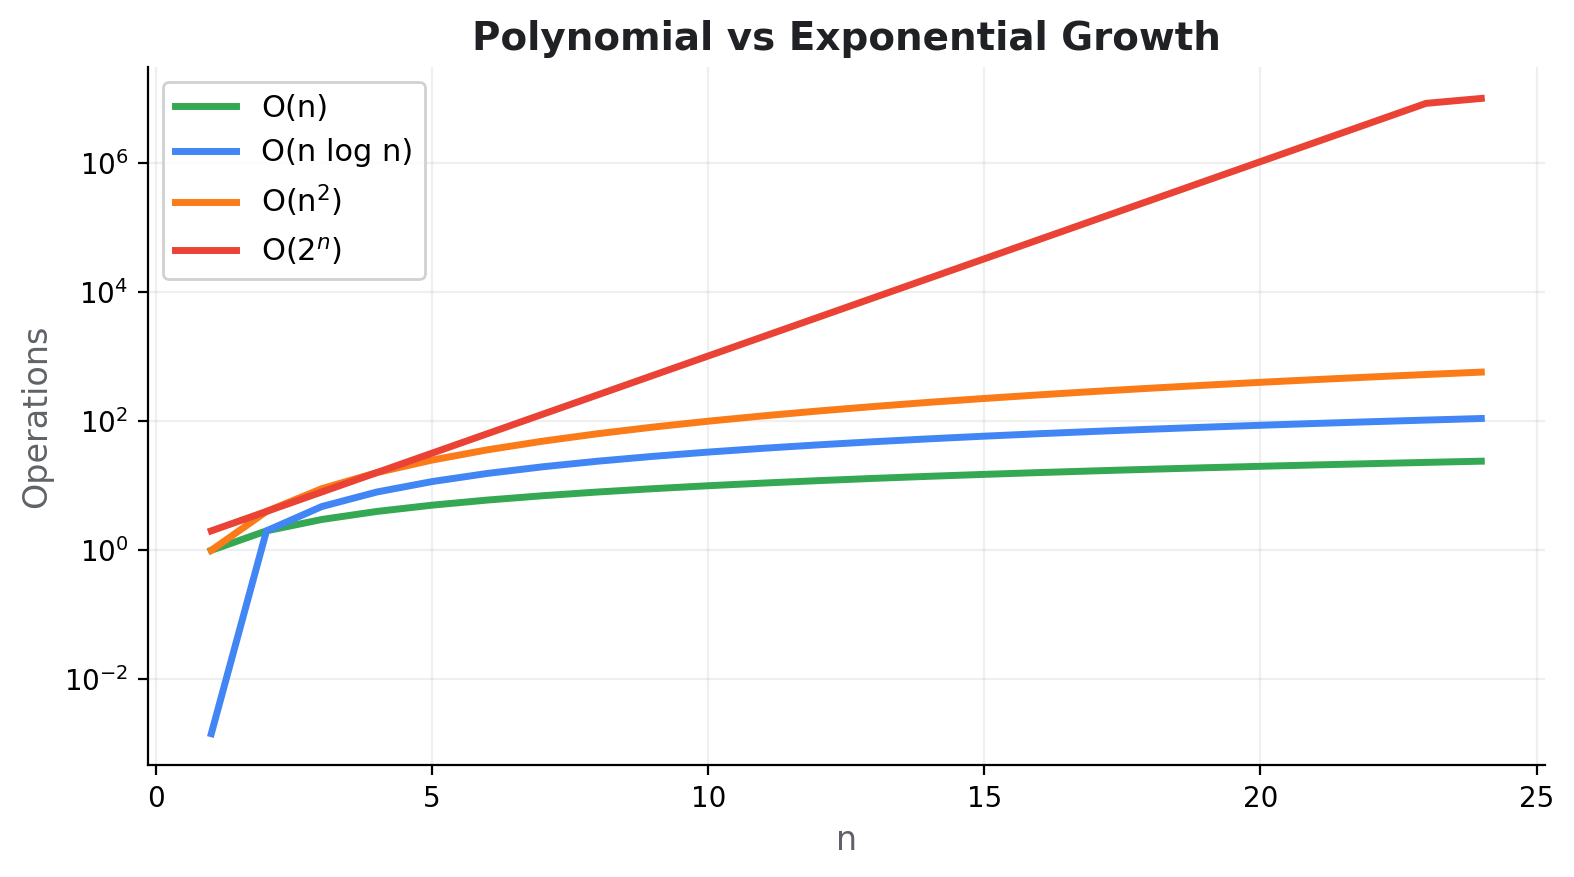 Polynomial vs Exponential Growth
O(n)
O(n log n)
O(n²)
O(2ⁿ)
10⁶
10⁴
10²
10⁰
10⁻²
Operations
0 5 10 15 20 25
n